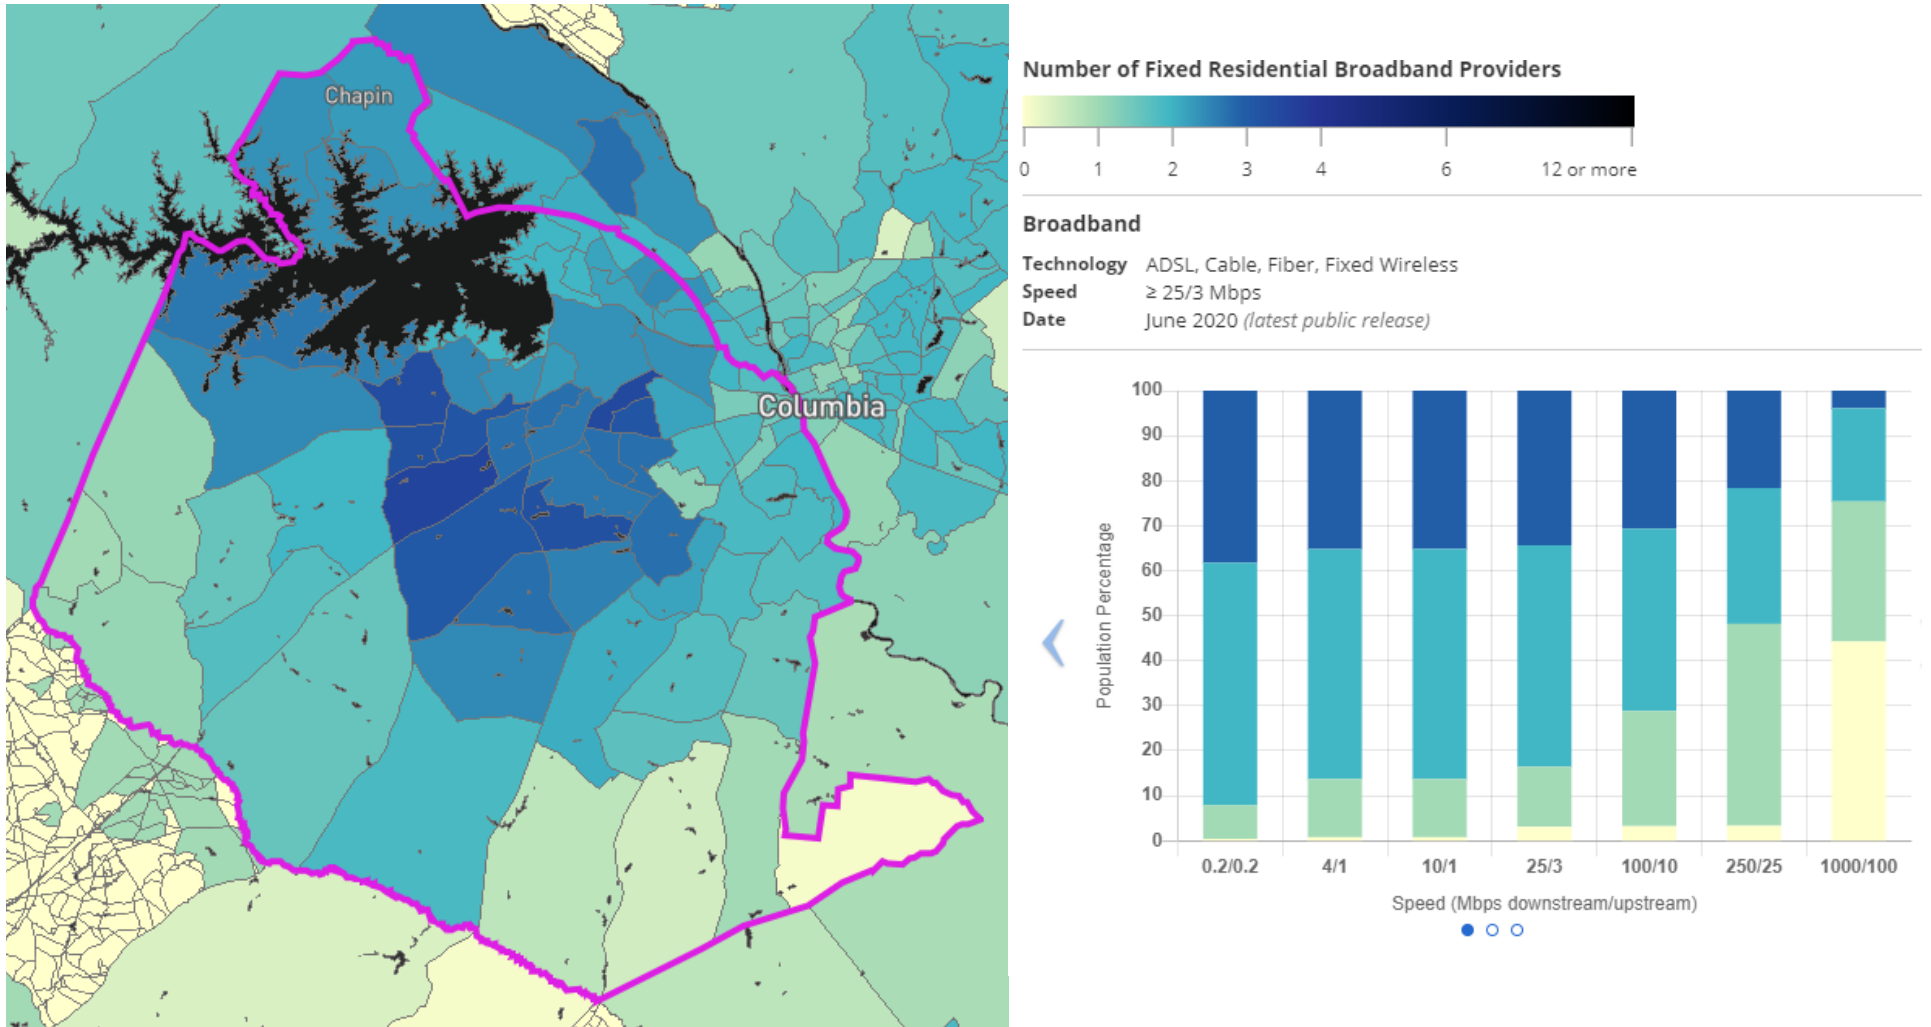 Chapin
Columbia
Number of Fixed Residential Broadband Providers
0 1 2 3 4 6 12 or more
Broadband
Technology ADSL, Cable, Fiber, Fixed Wireless
Speed ≥ 25/3 Mbps
Date June 2020 (latest public release)
Population Percentage
100
90
80
70
60
50
40
30
20
10
0
0.2/0.2 4/1 10/1 25/3 100/10 250/25 1000/100
Speed (Mbps downstream/upstream)